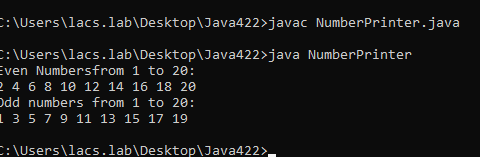 C:\Users\lacs.lab\Desktop\Java422>javac NumberPrinter.java
C:\Users\lacs.lab\Desktop\Java422>java NumberPrinter
Even Numbersfrom 1 to 20:
2 4 6 8 10 12 14 16 18 20
Odd numbers from 1 to 20:
1 3 5 7 9 11 13 15 17 19
C:\Users\lacs.lab\Desktop\Java422>